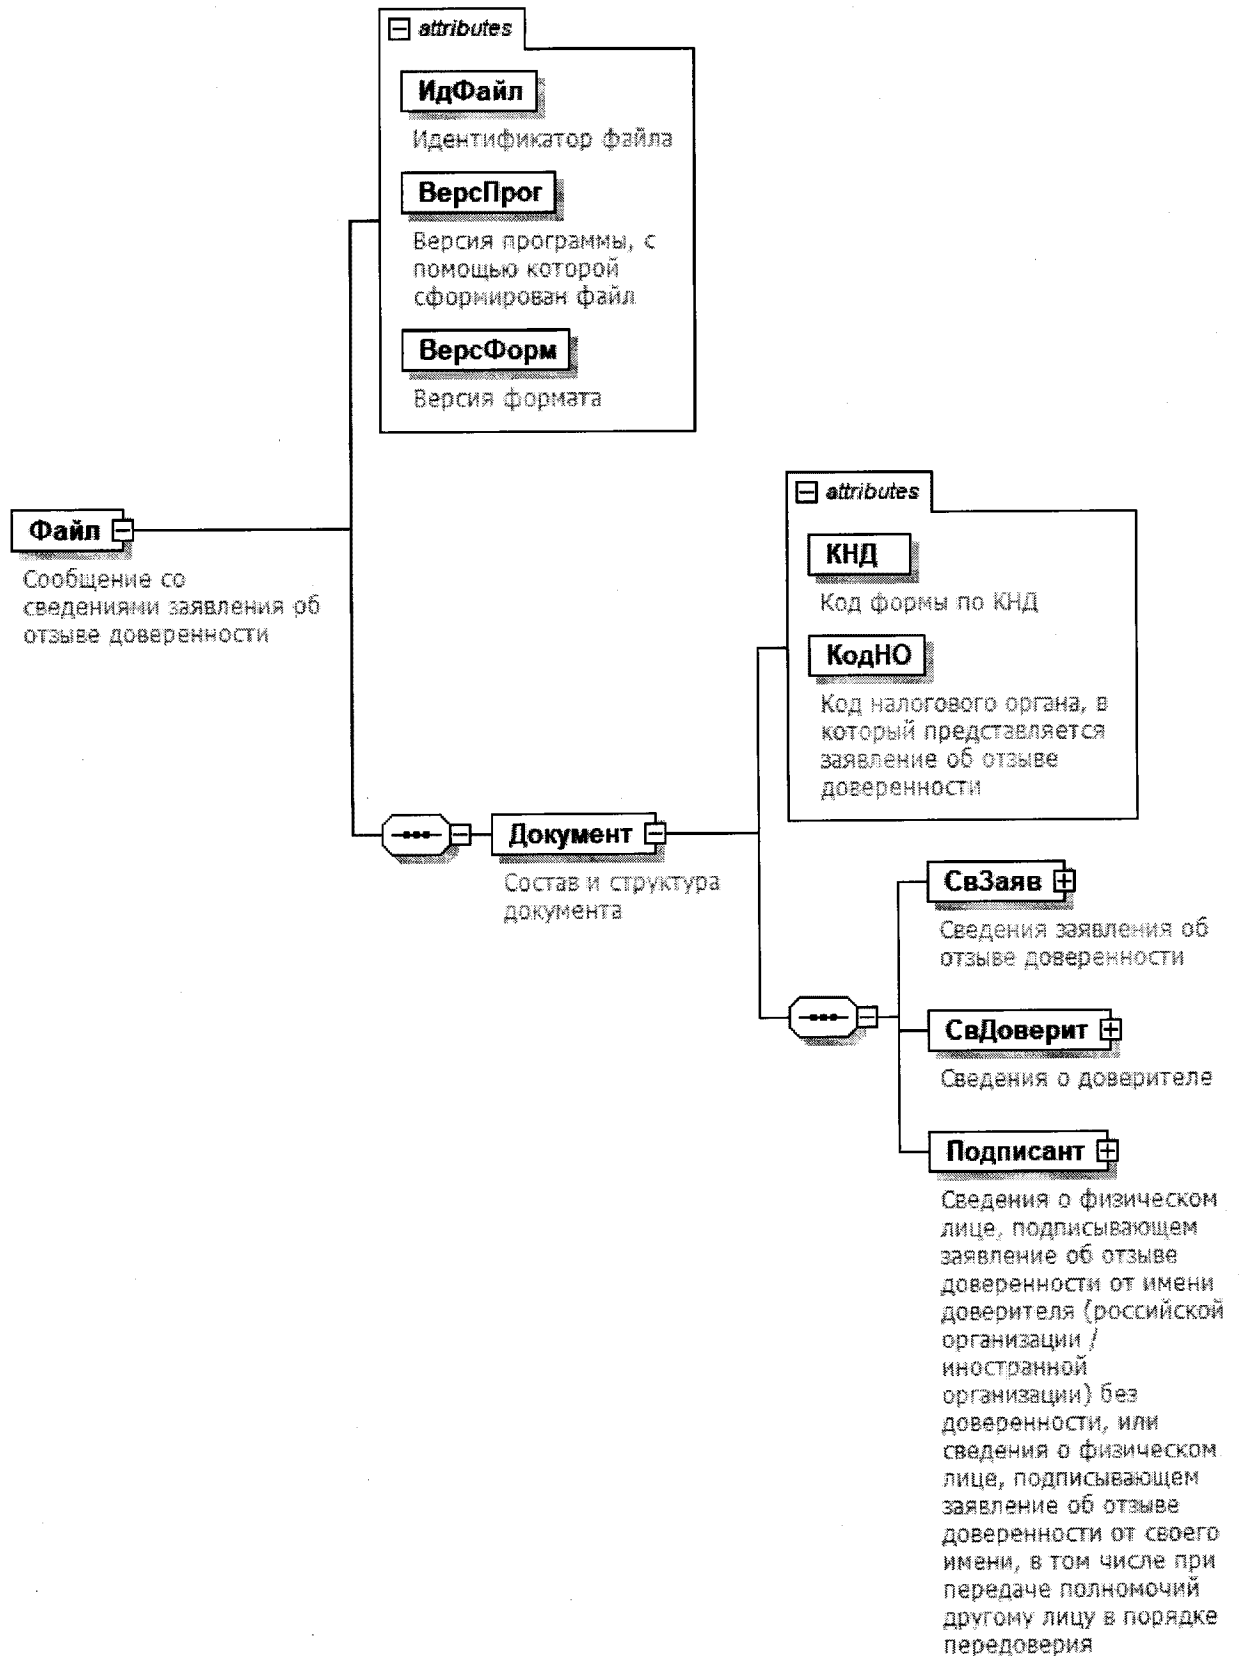 attributes
ИдФайл
Идентификатор файла
ВерсПрог
Версия программы, с
помощью которой
сформирован файл
ВерсФорм
Версия формата
Файл
Сообщение со
сведениями заявления об
отзыве доверенности
attributes
КНД
Код формы по КНД
КодНО
Код налогового органа, в
который представляется
заявление об отзыве
доверенности
Документ
Состав и структура
документа
СвЗаяв
Сведения заявления об
отзыве доверенности
СвДоверит
Сведения о доверителе
Подписант
Сведения о физическом
лице, подписывающем
заявление об отзыве
доверенности от имени
доверителя (российской
организации /
иностранной
организации) без
доверенности, или
сведения о физическом
лице, подписывающем
заявление об отзыве
доверенности от своего
имени, в том числе при
передаче полномочий
другому лицу в порядке
передоверия